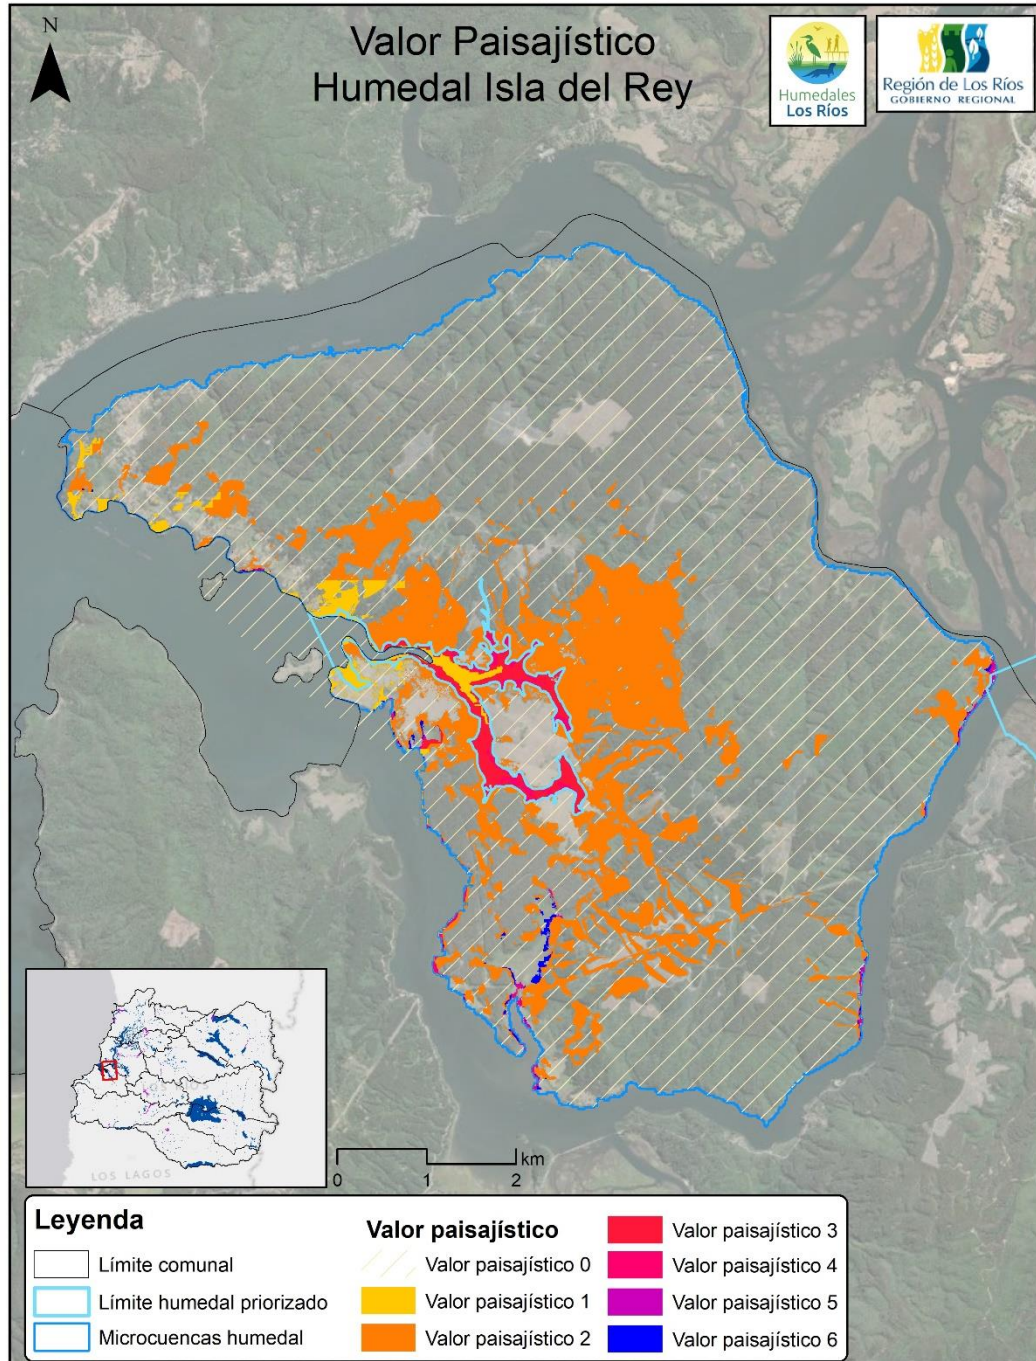 N
Valor Paisajístico
Humedal Isla del Rey
Humedales
Los Ríos
Región de Los Ríos
GOBIERNO REGIONAL
LOS LAGOS
0 1 2 km
Leyenda
Límite comunal
Límite humedal priorizado
Microcuencas humedal
Valor paisajístico
Valor paisajístico 0
Valor paisajístico 1
Valor paisajístico 2
Valor paisajístico 3
Valor paisajístico 4
Valor paisajístico 5
Valor paisajístico 6